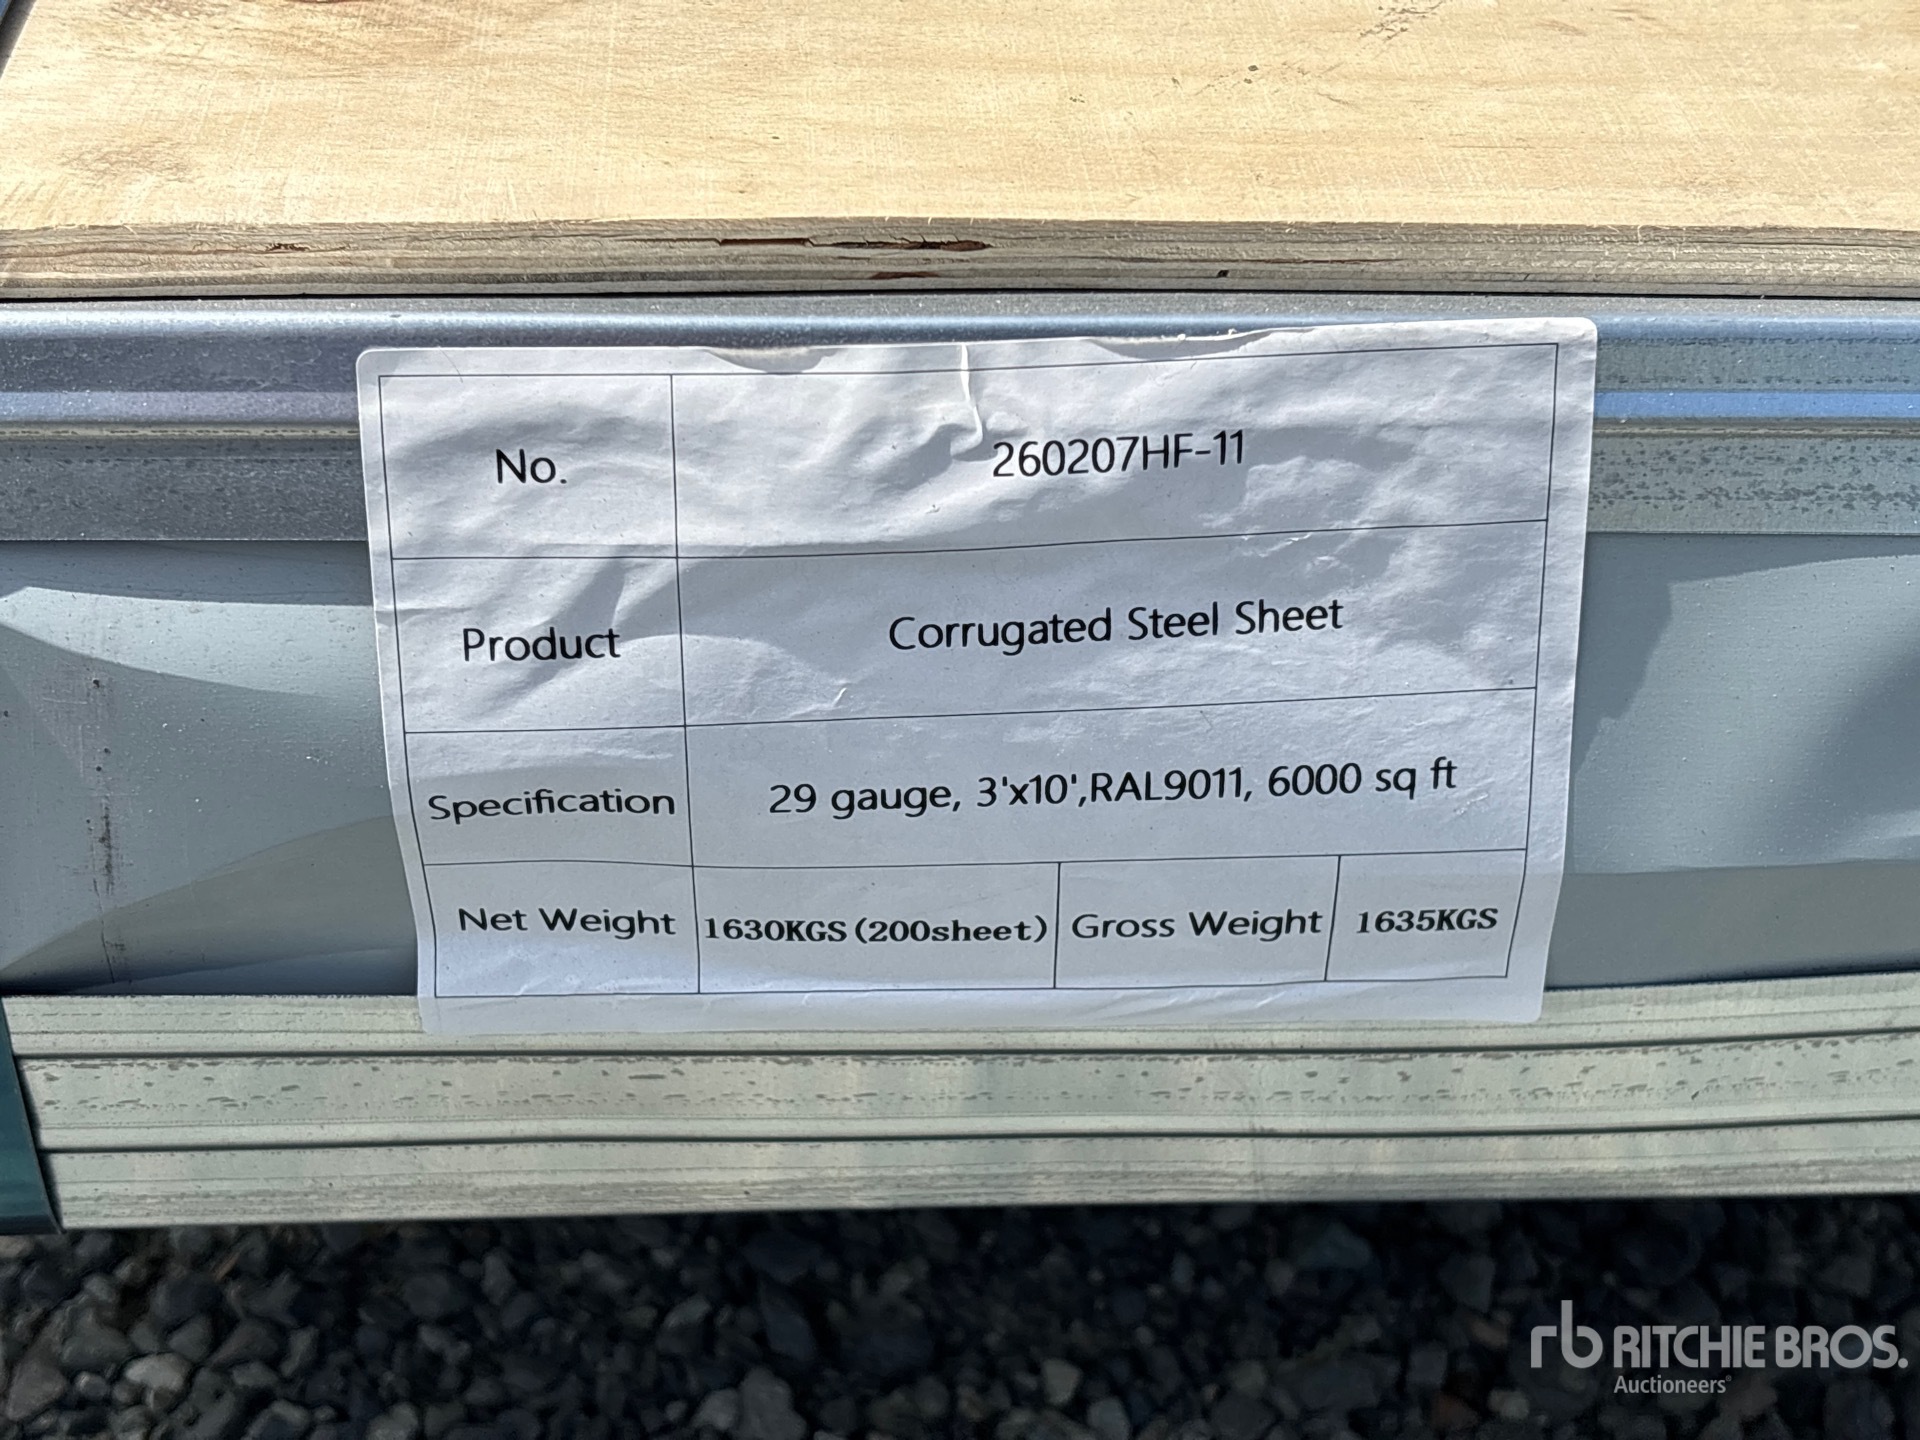 No. 260207HF-11
Product Corrugated Steel Sheet
Specification 29 gauge, 3'x10',RAL9011, 6000 sq ft
Net Weight 1630KGS(200sheet) Gross Weight 1635KGS
rb RITCHIE BROS.
Auctioneers®